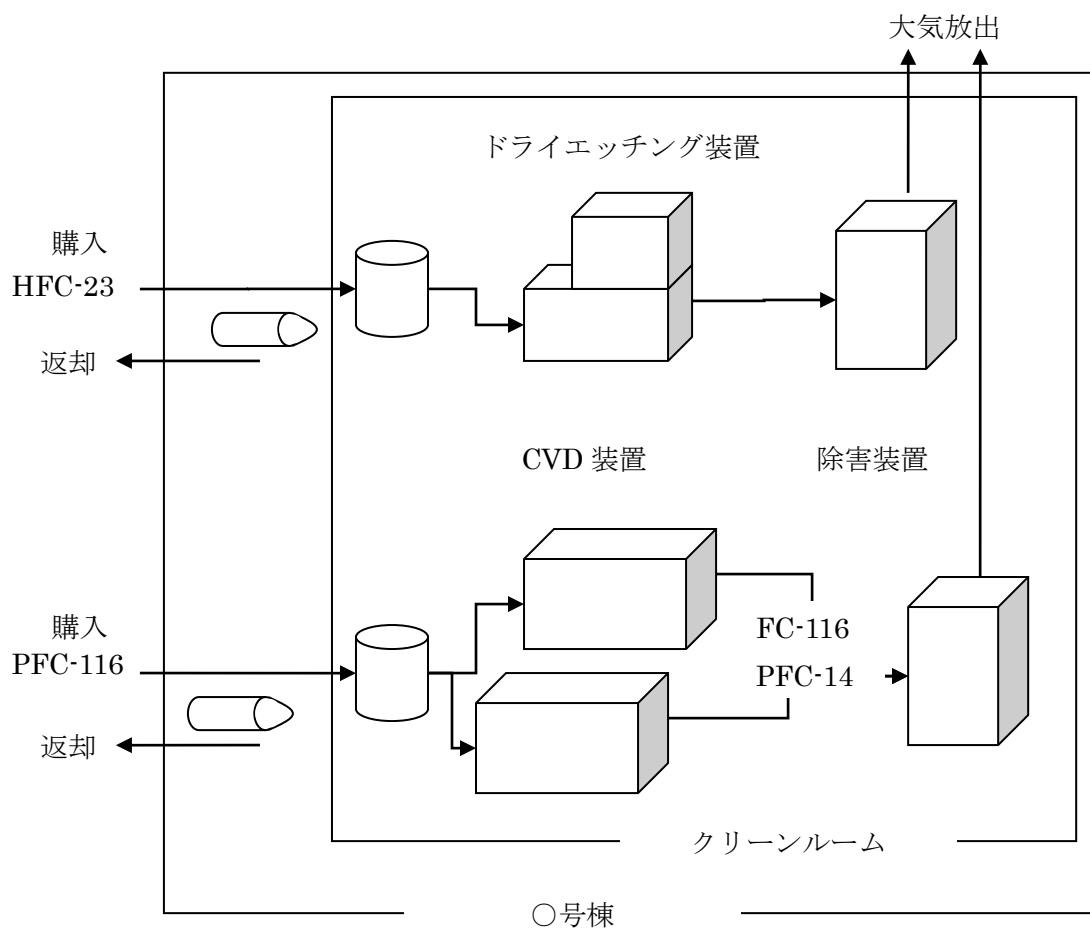 大気放出
ドライエッチング装置
購入
HFC-23
返却
CVD 装置
除害装置
購入
PFC-116
FC-116
PFC-14
返却
クリーンルーム
○号棟